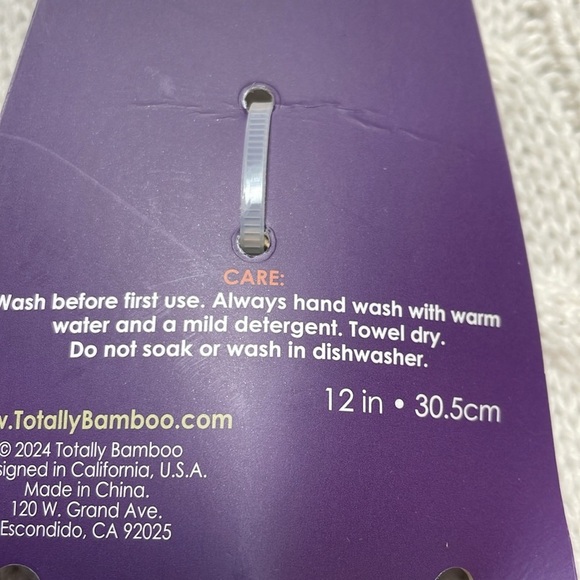 CARE:
Wash before first use. Always hand wash with warm
water and a mild detergent. Towel dry.
Do not soak or wash in dishwasher.
12 in • 30.5cm
w.TotallyBamboo.com
© 2024 Totally Bamboo
signed in California, U.S.A.
Made in China.
120 W. Grand Ave.
Escondido, CA 92025